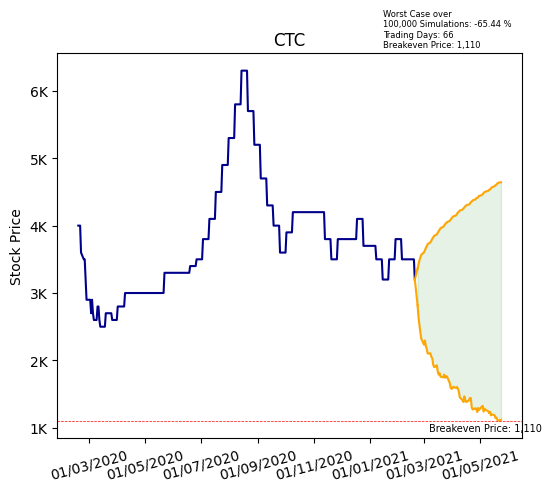 Worst Case over
100,000 Simulations: -65.44 %
Trading Days: 66
Breakeven Price: 1,110
CTC
Stock Price
6K
5K
4K
3K
2K
1K
Breakeven Price: 1,110
01/03/2020
01/05/2020
01/07/2020
01/09/2020
01/11/2020
01/01/2021
01/03/2021
01/05/2021